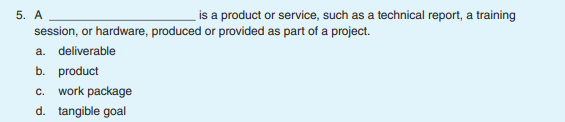 5. A ______________________ is a product or service, such as a technical report, a training
session, or hardware, produced or provided as part of a project.
a. deliverable
b. product
c. work package
d. tangible goal